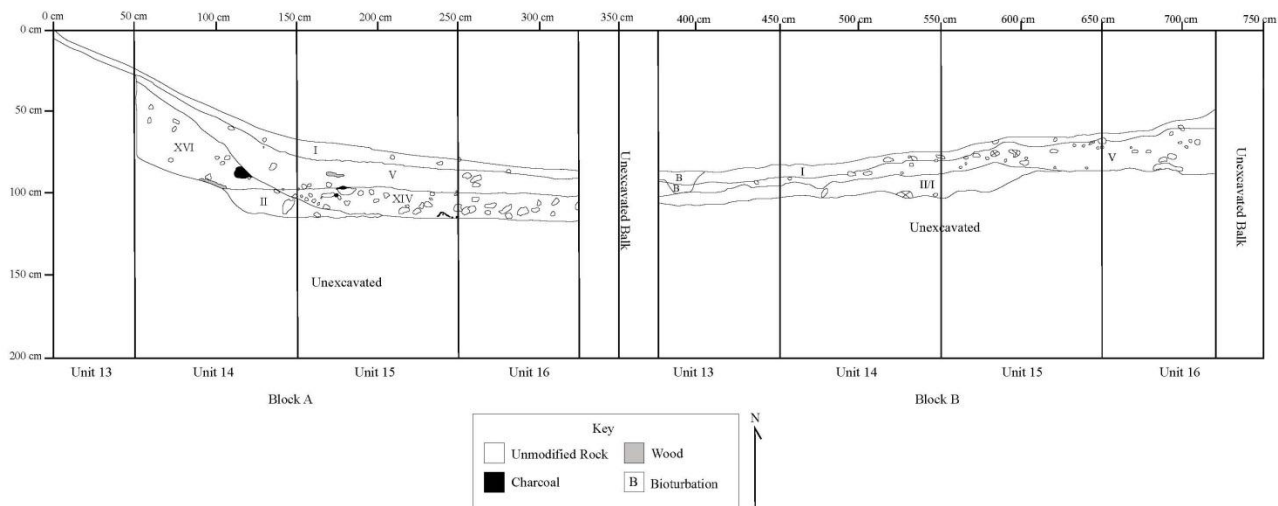 0 cm 50 cm 100 cm 150 cm 200 cm 250 cm 300 cm 350 cm 400 cm 450 cm 500 cm 550 cm 600 cm 650 cm 700 cm 750 cm
0 cm
50 cm
100 cm
150 cm
200 cm
XVI
II
I
V
XIV
Unexcavated
Unexcavated Balk
B
B
I
II/I
V
Unexcavated
Unexcavated Balk
Unit 13 Unit 14 Unit 15 Unit 16 Unit 13 Unit 14 Unit 15 Unit 16
Block A Block B
Key
Unmodified Rock Wood
Charcoal B Bioturbation
N